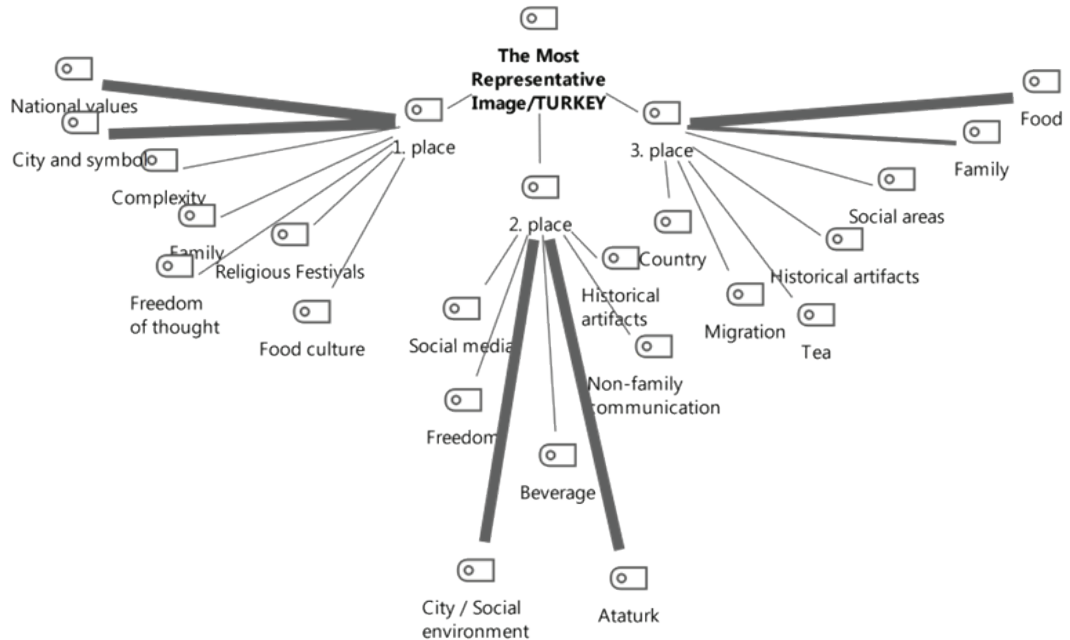 The Most
Representative
Image/TURKEY
1. place
National values
City and symbol
Complexity
Family
Religious Festivals
Freedom
of thought
Food culture
2. place
Social media
Freedom
City / Social
environment
Beverage
Ataturk
Non-family
communication
Historical
artifacts
3. place
Food
Family
Social areas
Historical artifacts
Tea
Migration
Country